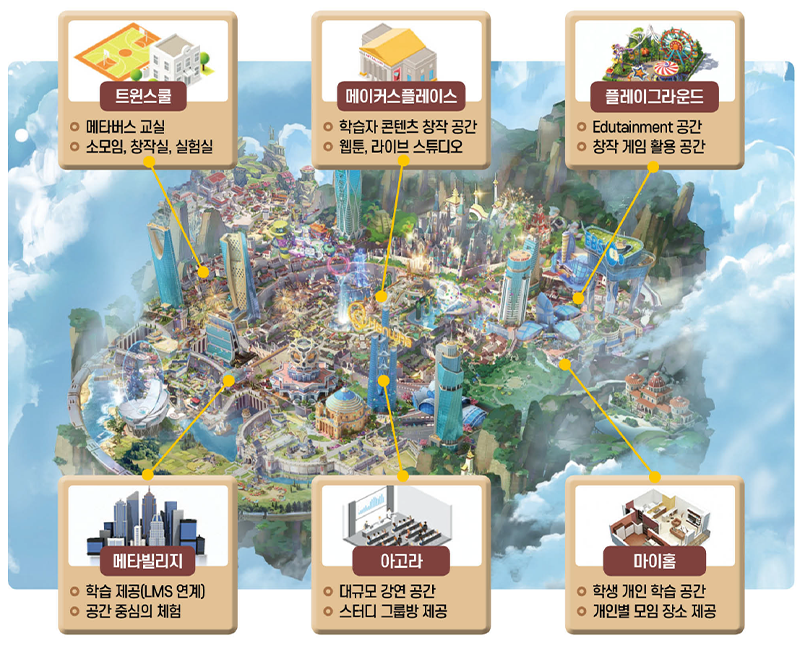 트윈스쿨
메타버스 교실
소모임, 창작실, 실험실
메이커스플레이스
학습자 콘텐츠 창작 공간
웹툰, 라이브 스튜디오
플레이그라운드
Edutainment 공간
창작 게임 활용 공간
메타빌리지
학습 제공(LMS 연계)
공간 중심의 체험
아고라
대규모 강연 공간
스터디 그룹방 제공
마이홈
학생 개인 학습 공간
개인별 모임 장소 제공